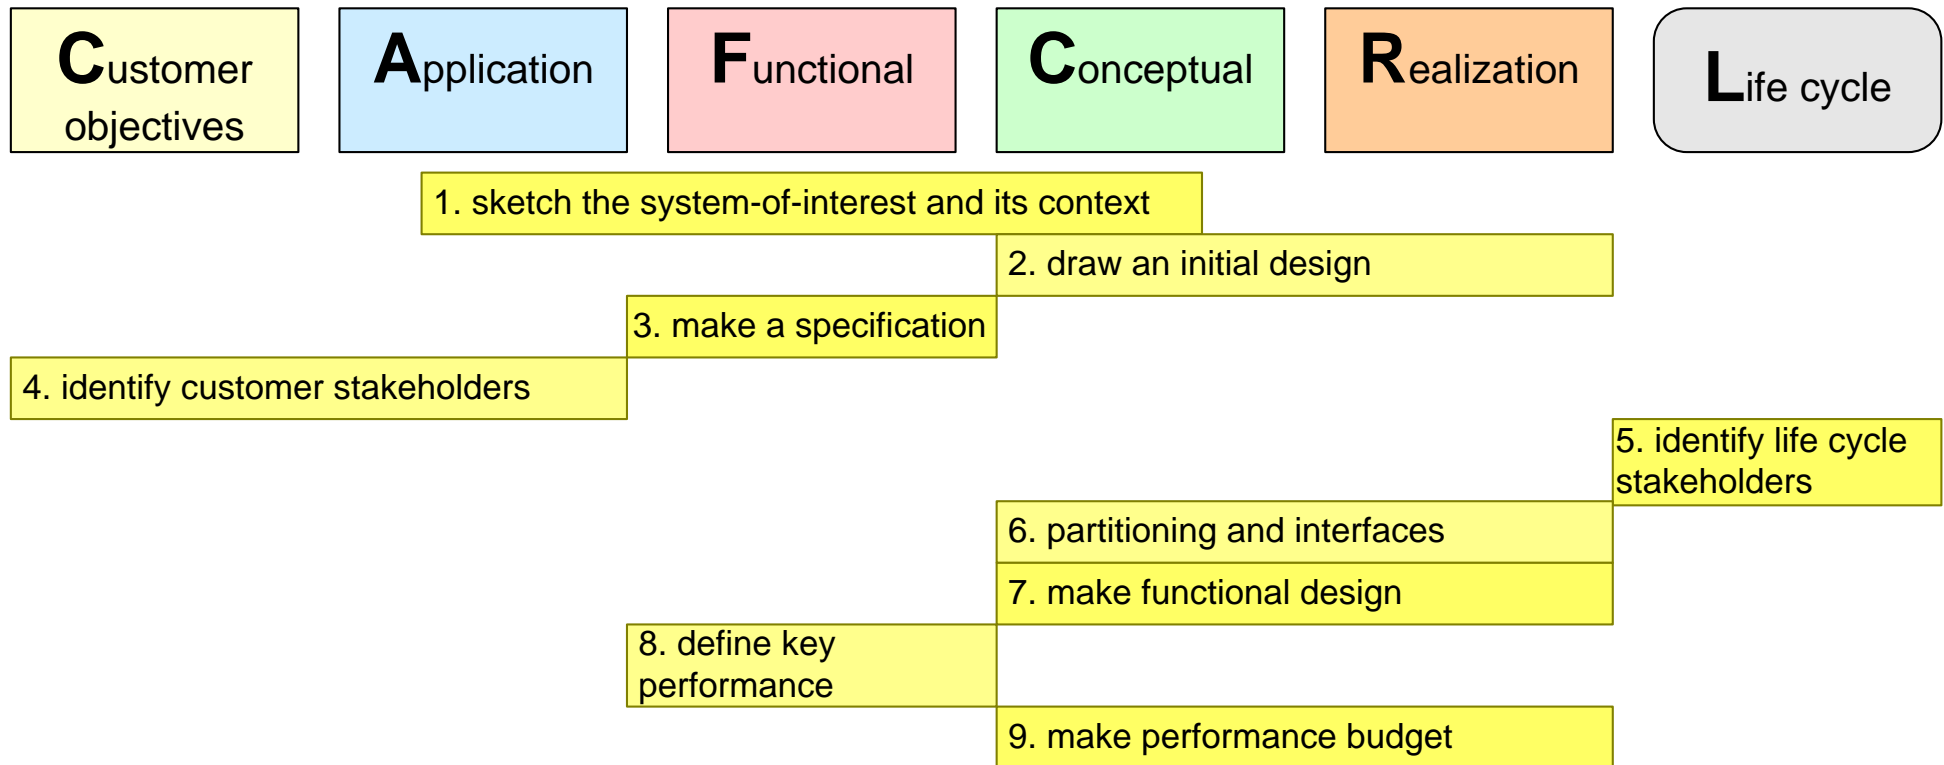 Customer
objectives
Application
Functional
Conceptual
Realization
Life cycle
1. sketch the system-of-interest and its context
2. draw an initial design
3. make a specification
4. identify customer stakeholders
5. identify life cycle
stakeholders
6. partitioning and interfaces
7. make functional design
8. define key
performance
9. make performance budget